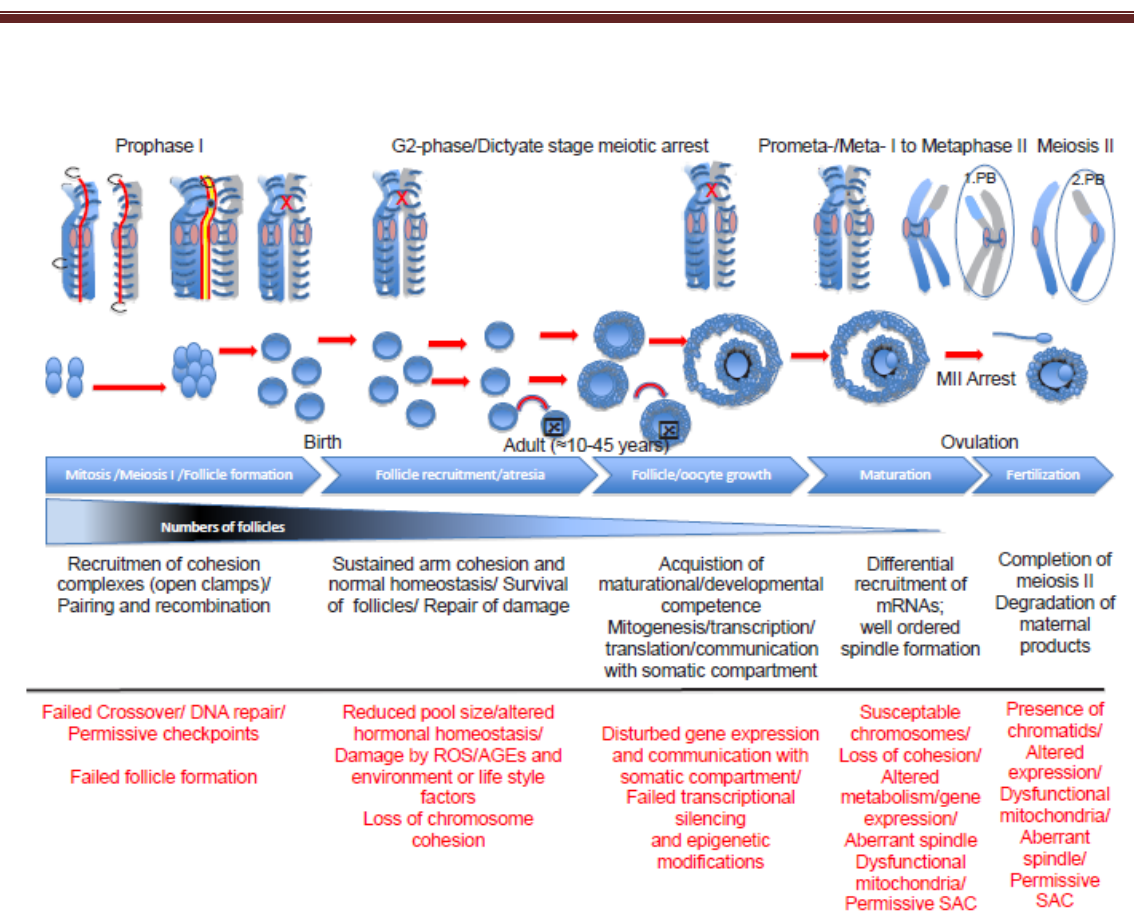 Prophase I
G2-phase/Dictyate stage meiotic arrest
Prometa-/Meta- I to Metaphase II
Meiosis II
1.PB
2.PB
X
X
X
MII Arrest
Birth
Adult (≈10-45 years)
Ovulation
Mitosis /Meiosis I /Follicle formation
Follicle recruitment/atresia
Follicle/oocyte growth
Maturation
Fertilization
Numbers of follicles
Recruitmen of cohesion
complexes (open clamps)/
Pairing and recombination
Sustained arm cohesion and
normal homeostasis/ Survival
of follicles/ Repair of damage
Acquistion of
maturational/developmental
competence
Mitogenesis/transcription/
translation/communication
with somatic compartment
Differential
recruitment of
mRNAs;
well ordered
spindle formation
Completion of
meiosis II
Degradation of
maternal
products
Failed Crossover/ DNA repair/
Permissive checkpoints
Failed follicle formation
Reduced pool size/altered
hormonal homeostasis/
Damage by ROS/AGEs and
environment or life style
factors
Loss of chromosome
cohesion
Disturbed gene expression
and communication with
somatic compartment/
Failed transcriptional
silencing
and epigenetic
modifications
Susceptable
chromosomes/
Loss of cohesion/
Altered
metabolism/gene
expression/
Aberrant spindle
Dysfunctional
mitochondria/
Permissive SAC
Presence of
chromatids/
Altered
expression/
Dysfunctional
mitochondria/
Aberrant
spindle/
Permissive
SAC